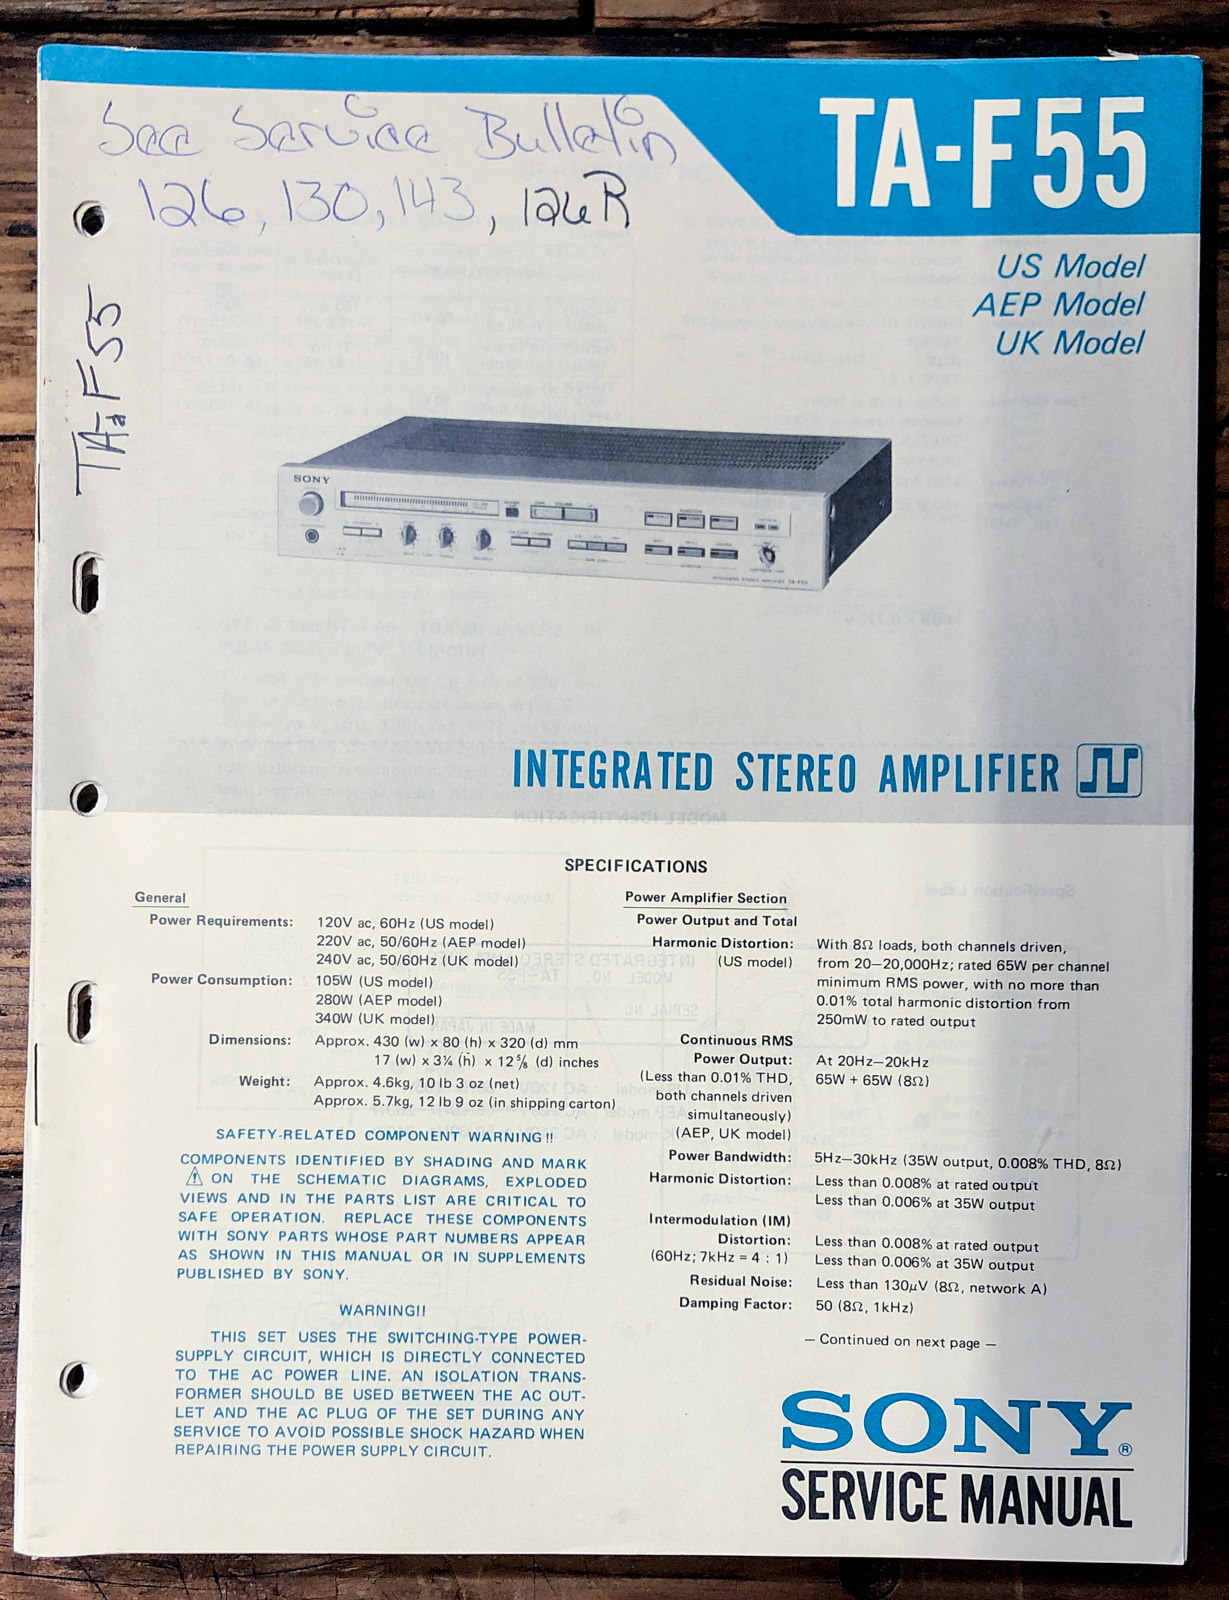 See Service Bulletin
126, 130, 143, 126R
TA-F55
TA-F55
US Model
AEP Model
UK Model
SONY
INTEGRATED STEREO AMPLIFIER
SPECIFICATIONS
General
Power Requirements: 120V ac, 60Hz (US model)
220V ac, 50/60Hz (AEP model)
240V ac, 50/60Hz (UK model)
Power Consumption: 105W (US model)
280W (AEP model)
340W (UK model)
Dimensions: Approx. 430 (w) x 80 (h) x 320 (d) mm
17 (w) x 3¼ (h) x 12⅝ (d) inches
Weight: Approx. 4.6kg, 10 lb 3 oz (net)
Approx. 5.7kg, 12 lb 9 oz (in shipping carton)
SAFETY-RELATED COMPONENT WARNING!!
COMPONENTS IDENTIFIED BY SHADING AND MARK
⚠ ON THE SCHEMATIC DIAGRAMS, EXPLODED
VIEWS AND IN THE PARTS LIST ARE CRITICAL TO
SAFE OPERATION. REPLACE THESE COMPONENTS
WITH SONY PARTS WHOSE PART NUMBERS APPEAR
AS SHOWN IN THIS MANUAL OR IN SUPPLEMENTS
PUBLISHED BY SONY.
WARNING!!
THIS SET USES THE SWITCHING-TYPE POWER-
SUPPLY CIRCUIT, WHICH IS DIRECTLY CONNECTED
TO THE AC POWER LINE. AN ISOLATION TRANS-
FORMER SHOULD BE USED BETWEEN THE AC OUT-
LET AND THE AC PLUG OF THE SET DURING ANY
SERVICE TO AVOID POSSIBLE SHOCK HAZARD WHEN
REPAIRING THE POWER SUPPLY CIRCUIT.
Power Amplifier Section
Power Output and Total
Harmonic Distortion: With 8Ω loads, both channels driven,
(US model) from 20—20,000Hz; rated 65W per channel
minimum RMS power, with no more than
0.01% total harmonic distortion from
250mW to rated output
Continuous RMS
Power Output: At 20Hz—20kHz
(Less than 0.01% THD, 65W + 65W (8Ω)
both channels driven
simultaneously)
(AEP, UK model)
Power Bandwidth: 5Hz—30kHz (35W output, 0.008% THD, 8Ω)
Harmonic Distortion: Less than 0.008% at rated output
Less than 0.006% at 35W output
Intermodulation (IM)
Distortion: Less than 0.008% at rated output
(60Hz; 7kHz = 4 : 1) Less than 0.006% at 35W output
Residual Noise: Less than 130μV (8Ω, network A)
Damping Factor: 50 (8Ω, 1kHz)
— Continued on next page —
SONY®
SERVICE MANUAL